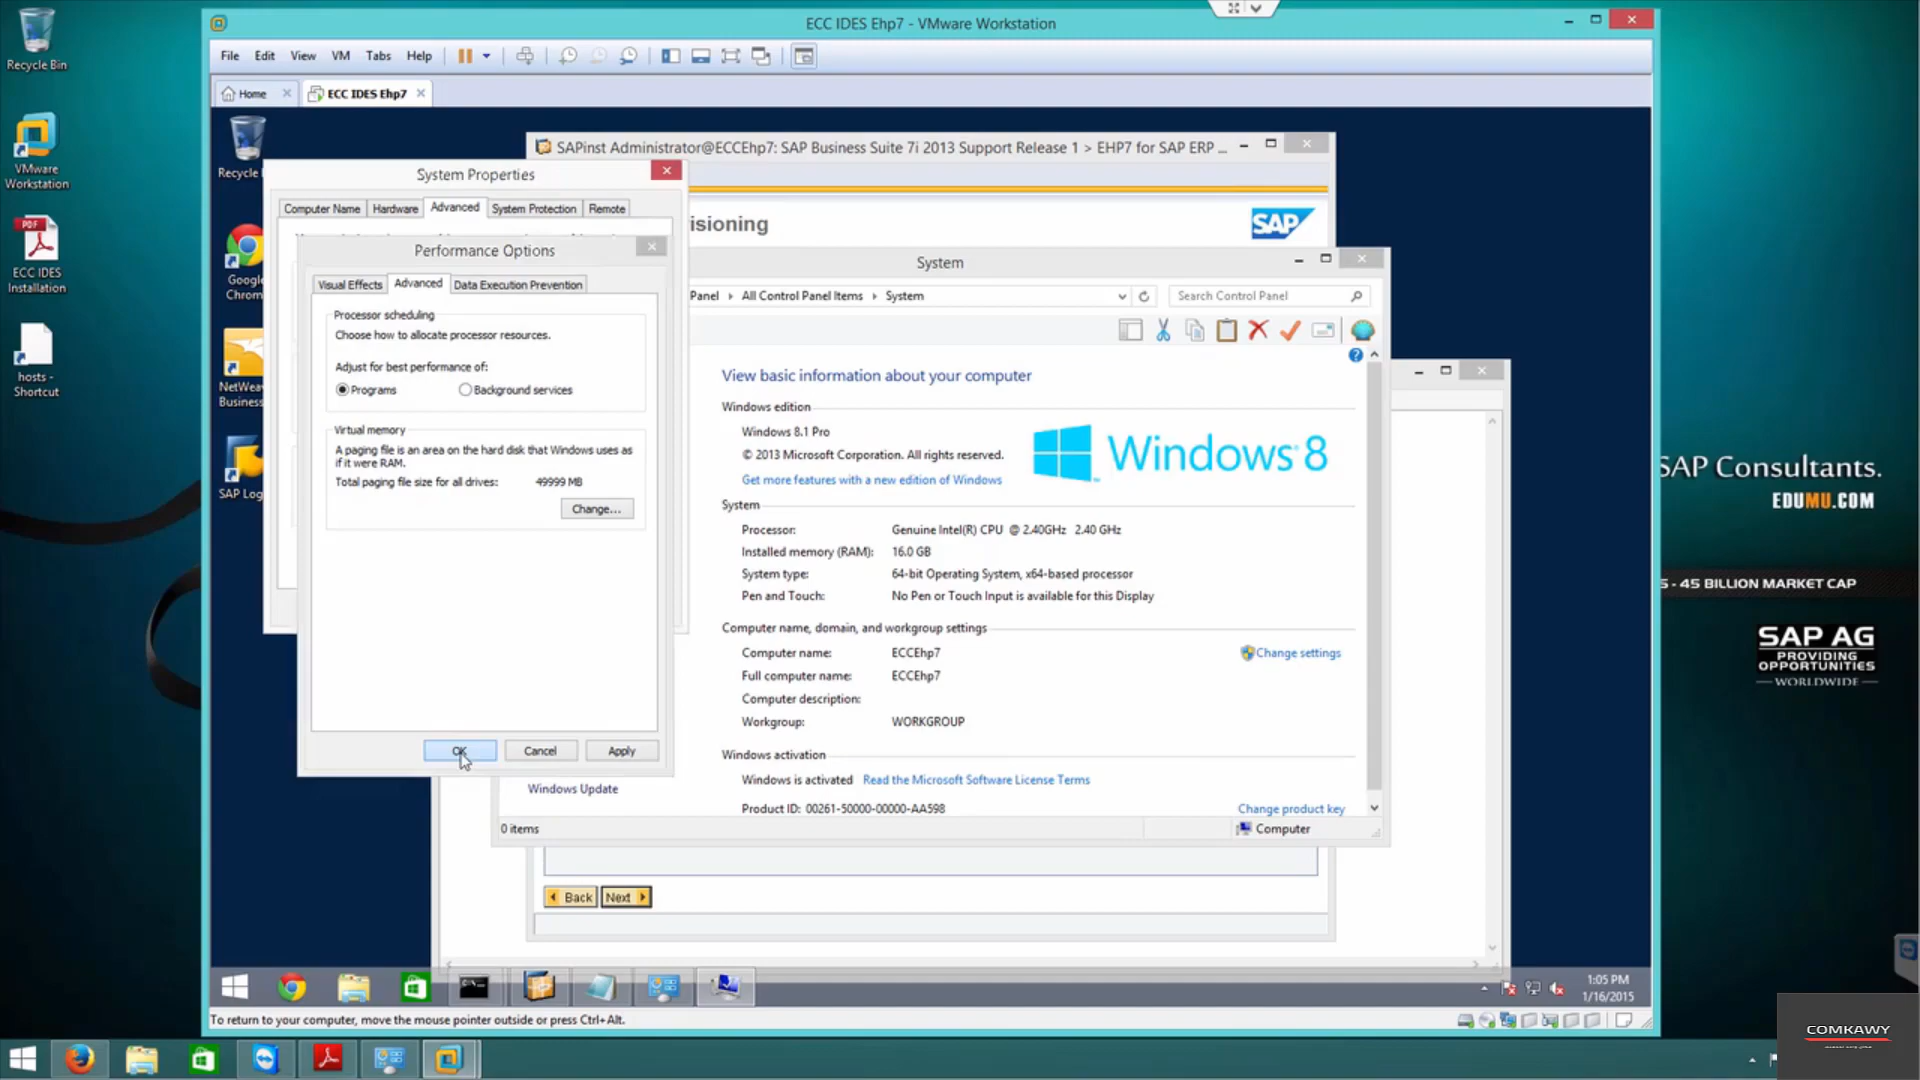 Recycle Bin
VMware
Workstation
PDF
ECC IDES
Installation
hosts -
Shortcut
ECC IDES Ehp7 - VMware Workstation
File Edit View VM Tabs Help
Home
ECC IDES Ehp7
SAPinst Administrator@ECCEhp7: SAP Business Suite 7i 2013 Support Release 1 > EHP7 for SAP ERP ...
Recycle
Google
Chrom
NetWea
Business
SAP Log
isioning
SAP
System Properties
Computer Name Hardware Advanced System Protection Remote
Performance Options
Visual Effects Advanced Data Execution Prevention
Processor scheduling
Choose how to allocate processor resources.
Adjust for best performance of:
Programs Background services
Virtual memory
A paging file is an area on the hard disk that Windows uses as
if it were RAM.
Total paging file size for all drives: 49999 MB
Change...
OK Cancel Apply
Windows Update
System
Panel All Control Panel Items System
Search Control Panel
View basic information about your computer
Windows edition
Windows 8.1 Pro
© 2013 Microsoft Corporation. All rights reserved.
Get more features with a new edition of Windows
Windows 8
System
Processor: Genuine Intel(R) CPU @ 2.40GHz 2.40 GHz
Installed memory (RAM): 16.0 GB
System type: 64-bit Operating System, x64-based processor
Pen and Touch: No Pen or Touch Input is available for this Display
Computer name, domain, and workgroup settings
Computer name: ECCEhp7
Change settings
Full computer name: ECCEhp7
Computer description:
Workgroup: WORKGROUP
Windows activation
Windows is activated Read the Microsoft Software License Terms
Product ID: 00261-50000-00000-AA598
Change product key
0 items
Computer
Back Next
1:05 PM
1/16/2015
To return to your computer, move the mouse pointer outside or press Ctrl+Alt.
SAP Consultants.
EDUMU.COM
- 45 BILLION MARKET CAP
SAP AG
PROVIDING
OPPORTUNITIES
WORLDWIDE
COMKAWY